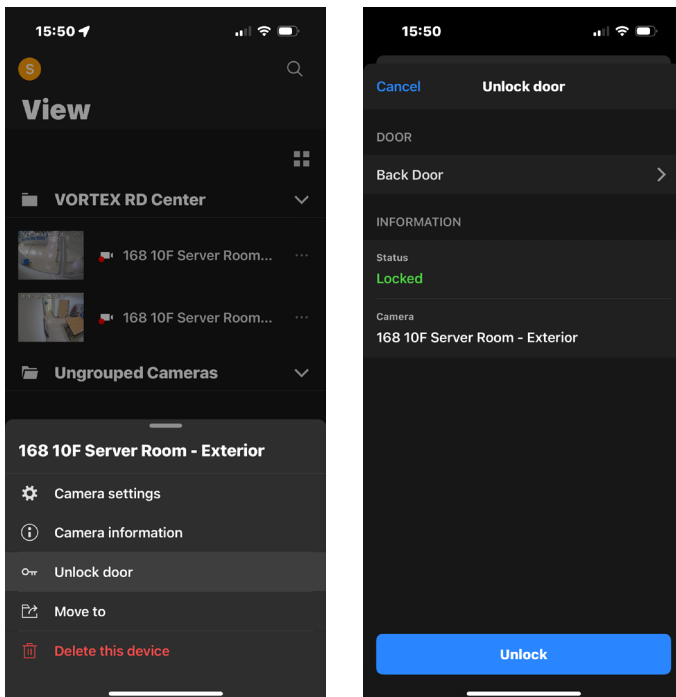 15:50
S
View
VORTEX RD Center
168 10F Server Room...
168 10F Server Room...
Ungrouped Cameras
168 10F Server Room - Exterior
Camera settings
Camera information
Unlock door
Move to
Delete this device
15:50
Cancel
Unlock door
DOOR
Back Door
INFORMATION
Status
Locked
Camera
168 10F Server Room - Exterior
Unlock